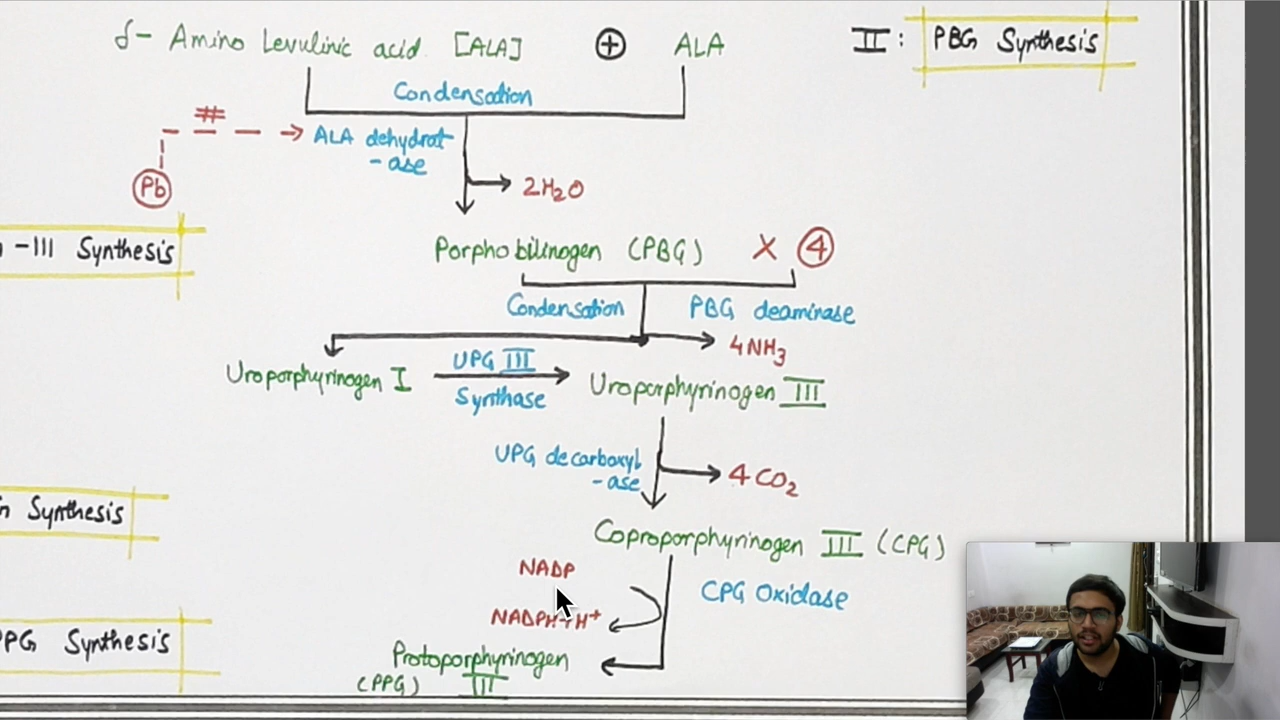 δ- Amino Levulinic acid [ALA] ⊕ ALA
II: PBG Synthesis
Condensation
#
ALA dehydrat
-ase
Pb
2H₂O
-III Synthesis
Porphobilinogen (PBG) X 4
Condensation PBG deaminase
4NH₃
Uroporphyrinogen I
UPG III
Synthase
Uroporphyrinogen III
UPG decarboxyl
-ase
4CO₂
n Synthesis
Coproporphyrinogen III (CPG)
NADP
CPG Oxidase
NADPH+H⁺
PPG Synthesis
Protoporphyrinogen
(PPG) III